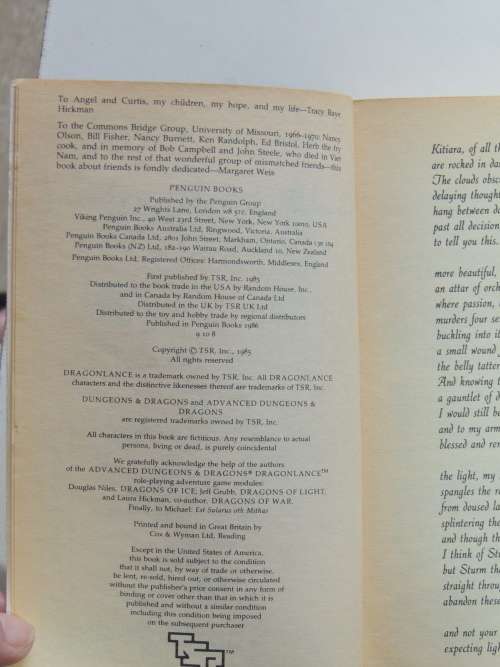 To Angel and Curtis, my children, my hope, and my life—Tracy Raye
Hickman
To the Commons Bridge Group, University of Missouri, 1966–1970: Nancy
Olson, Bill Fisher, Nancy Burnett, Ken Randolph, Ed Bristol, Herb the fry
cook, and in memory of Bob Campbell and John Steele, who died in Viet
Nam, and to the rest of that wonderful group of mismatched friends—this
book about friends is fondly dedicated—Margaret Weis
PENGUIN BOOKS
Published by the Penguin Group
27 Wrights Lane, London W8 5TZ, England
Viking Penguin Inc., 40 West 23rd Street, New York, New York 10010, USA
Penguin Books Australia Ltd, Ringwood, Victoria, Australia
Penguin Books Canada Ltd, 2801 John Street, Markham, Ontario, Canada L3R 1B4
Penguin Books (NZ) Ltd, 182–190 Wairau Road, Auckland 10, New Zealand
Penguin Books Ltd, Registered Offices: Harmondsworth, Middlesex, England
First published by TSR, Inc. 1985
Distributed to the book trade in the USA by Random House, Inc.,
and in Canada by Random House of Canada Ltd
Distributed in the UK by TSR UK Ltd
Distributed to the toy and hobby trade by regional distributors
Published in Penguin Books 1986
9 10 8
Copyright © TSR, Inc., 1985
All rights reserved
DRAGONLANCE is a trademark owned by TSR, Inc. All DRAGONLANCE
characters and the distinctive likenesses thereof are trademarks of TSR, Inc.
DUNGEONS & DRAGONS and ADVANCED DUNGEONS &
DRAGONS
are registered trademarks owned by TSR, Inc.
All characters in this book are fictitious. Any resemblance to actual
persons, living or dead, is purely coincidental
We gratefully acknowledge the help of the authors
of the ADVANCED DUNGEONS & DRAGONS® DRAGONLANCE™
role-playing adventure game modules:
Douglas Niles, DRAGONS OF ICE; Jeff Grubb, DRAGONS OF LIGHT;
and Laura Hickman, co-author, DRAGONS OF WAR.
Finally, to Michael: Est Sularus oth Mithas
Printed and bound in Great Britain by
Cox & Wyman Ltd, Reading
Except in the United States of America,
this book is sold subject to the condition
that it shall not, by way of trade or otherwise,
be lent, re-sold, hired out, or otherwise circulated
without the publisher's prior consent in any form of
binding or cover other than that in which it is
published and without a similar condition
including this condition being imposed
on the subsequent purchaser
TM
Kitiara, of all th
are rocked in da
The clouds obsc
delaying thought
hang between da
past all decision
to tell you this.
more beautiful,
an attar of orch
where passion,
murders four se
buckling into it
a small wound
the belly tatter
And knowing t
a gauntlet of d
I would still be
and to my arm
blessed and ren
the light, my
spangles the r
from doused la
splintering the
and though th
I think of Stu
but Sturm the
straight throu
abandon these
and not your
expecting ligh